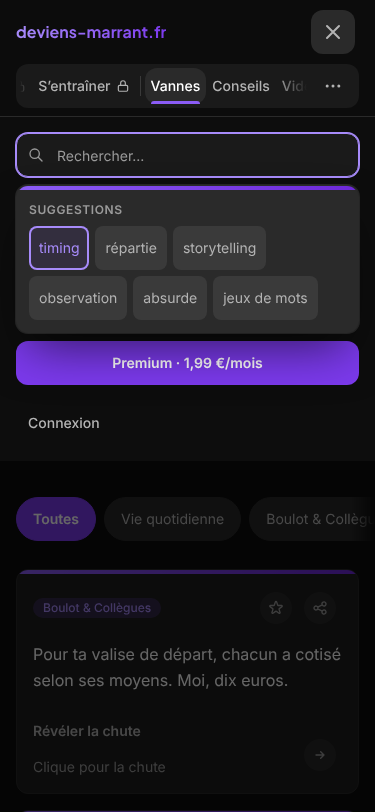 deviens-marrant.fr
S'entraîner Vannes Conseils Vid
Rechercher...
SUGGESTIONS
timing répartie storytelling
observation absurde jeux de mots
Premium · 1,99 €/mois
Connexion
Toutes Vie quotidienne Boulot & Collègu
Boulot & Collègues
Pour ta valise de départ, chacun a cotisé
selon ses moyens. Moi, dix euros.
Révéler la chute
Clique pour la chute